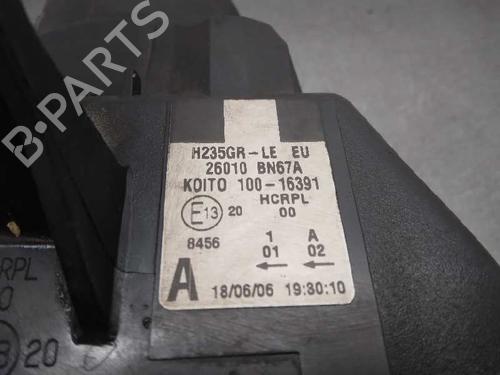 H235GR-LE EU
26010 BN67A
KOITO 100-16391
HCRPL
E13 20 00
8456
1 A
01 02
A 18/06/06 19:30:10
CRPL
20
B-PARTS